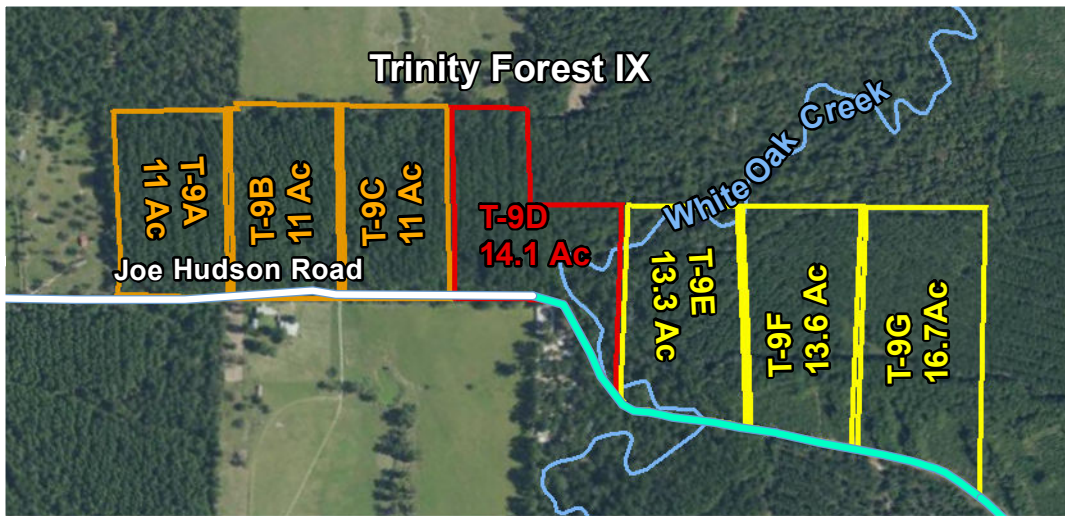 Trinity Forest IX
White Oak Creek
T-9A
11 Ac
T-9B
11 Ac
T-9C
11 Ac
T-9D
14.1 Ac
T-9E
13.3 Ac
T-9F
13.6 Ac
T-9G
16.7Ac
Joe Hudson Road